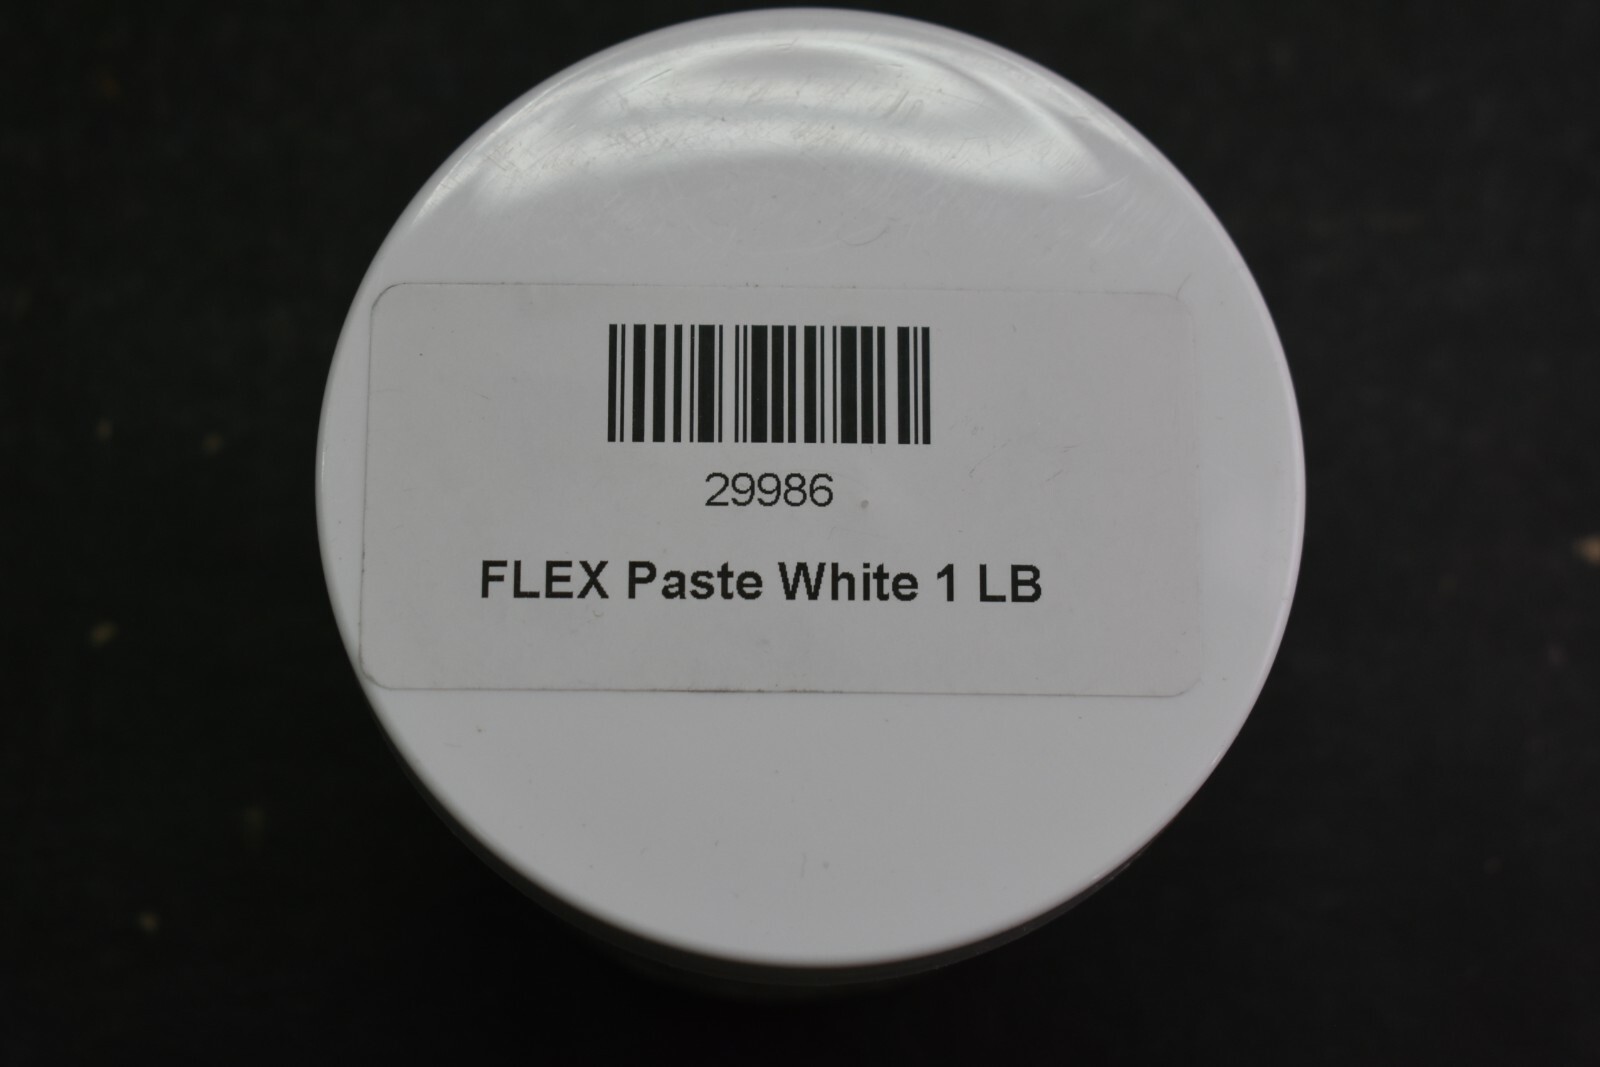 29986
FLEX Paste White 1 LB